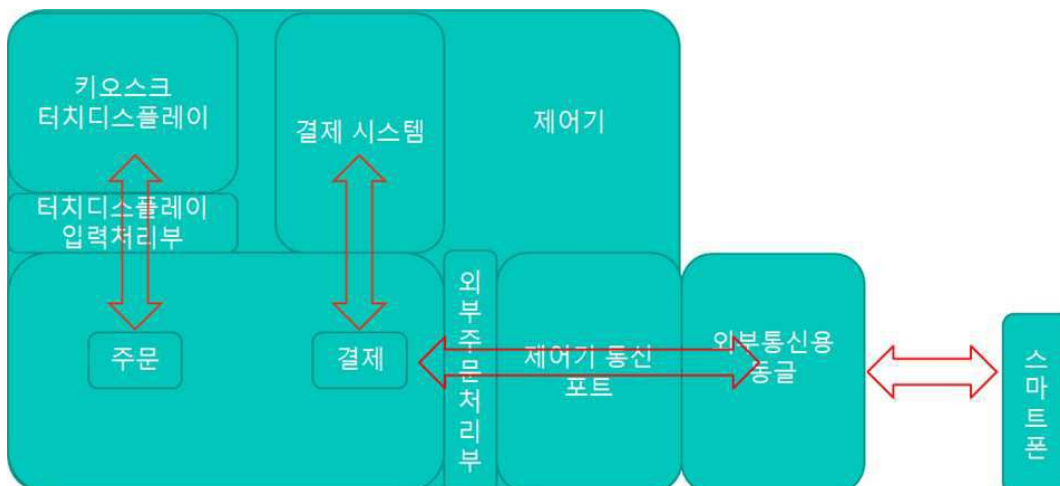 키오스크
터치디스플레이
결제 시스템
제어기
터치디스플레이
입력처리부
주문
결제
외부주문처리부
제어기 통신
포트
외부통신용
동글
스마트폰